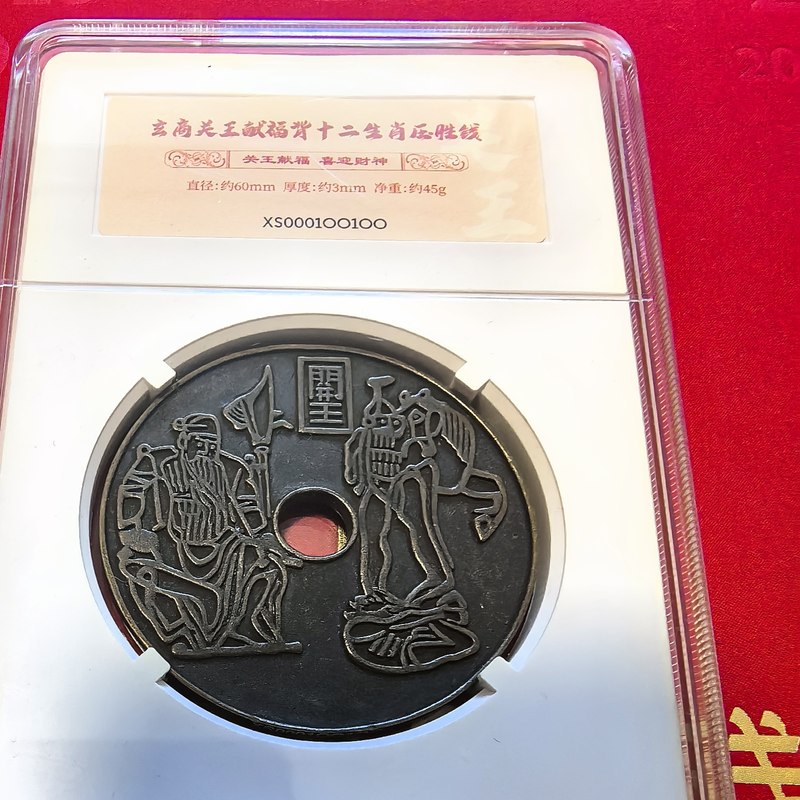 玄商关王献福背十二生肖压胜钱
关王献福 喜迎财神
直径:约60mm 厚度:约3mm 净重:约45g
XS000100100
關王